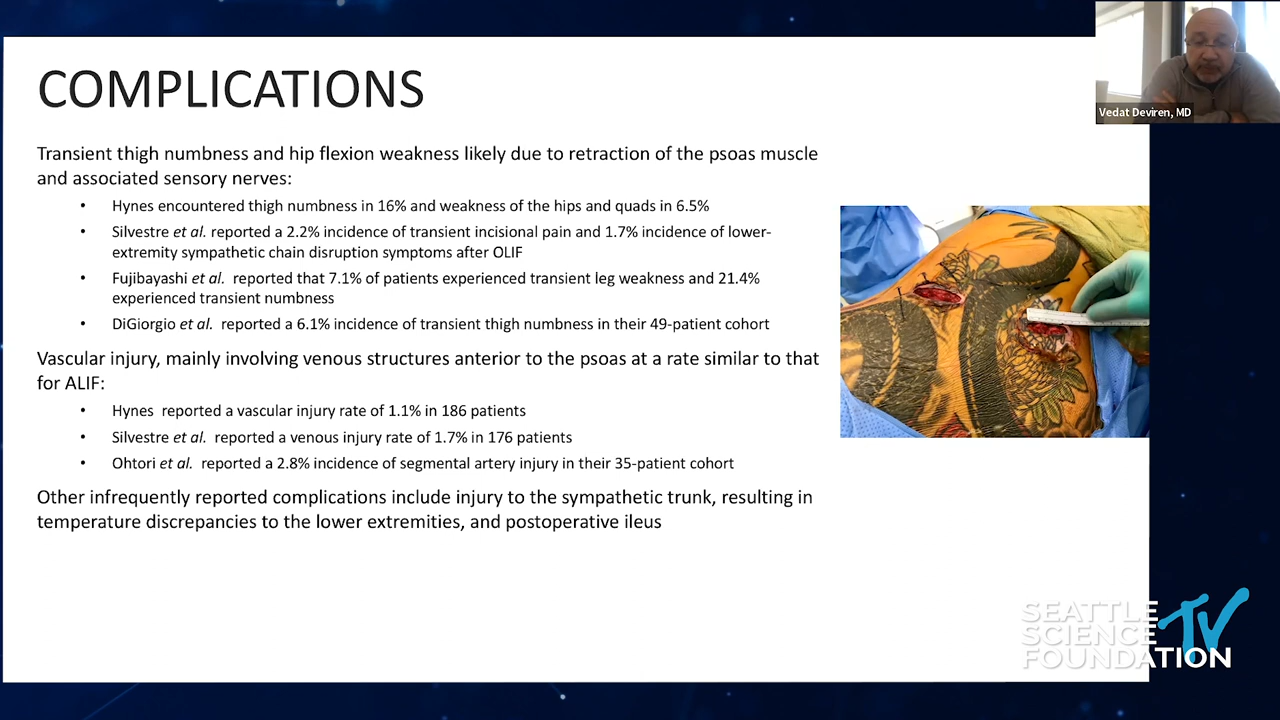 COMPLICATIONS
Transient thigh numbness and hip flexion weakness likely due to retraction of the psoas muscle
and associated sensory nerves:
• Hynes encountered thigh numbness in 16% and weakness of the hips and quads in 6.5%
• Silvestre et al. reported a 2.2% incidence of transient incisional pain and 1.7% incidence of lower-
extremity sympathetic chain disruption symptoms after OLIF
• Fujibayashi et al. reported that 7.1% of patients experienced transient leg weakness and 21.4%
experienced transient numbness
• DiGiorgio et al. reported a 6.1% incidence of transient thigh numbness in their 49-patient cohort
Vascular injury, mainly involving venous structures anterior to the psoas at a rate similar to that
for ALIF:
• Hynes reported a vascular injury rate of 1.1% in 186 patients
• Silvestre et al. reported a venous injury rate of 1.7% in 176 patients
• Ohtori et al. reported a 2.8% incidence of segmental artery injury in their 35-patient cohort
Other infrequently reported complications include injury to the sympathetic trunk, resulting in
temperature discrepancies to the lower extremities, and postoperative ileus
Vedat Deviren, MD
SEATTLE
SCIENCE TV
FOUNDATION